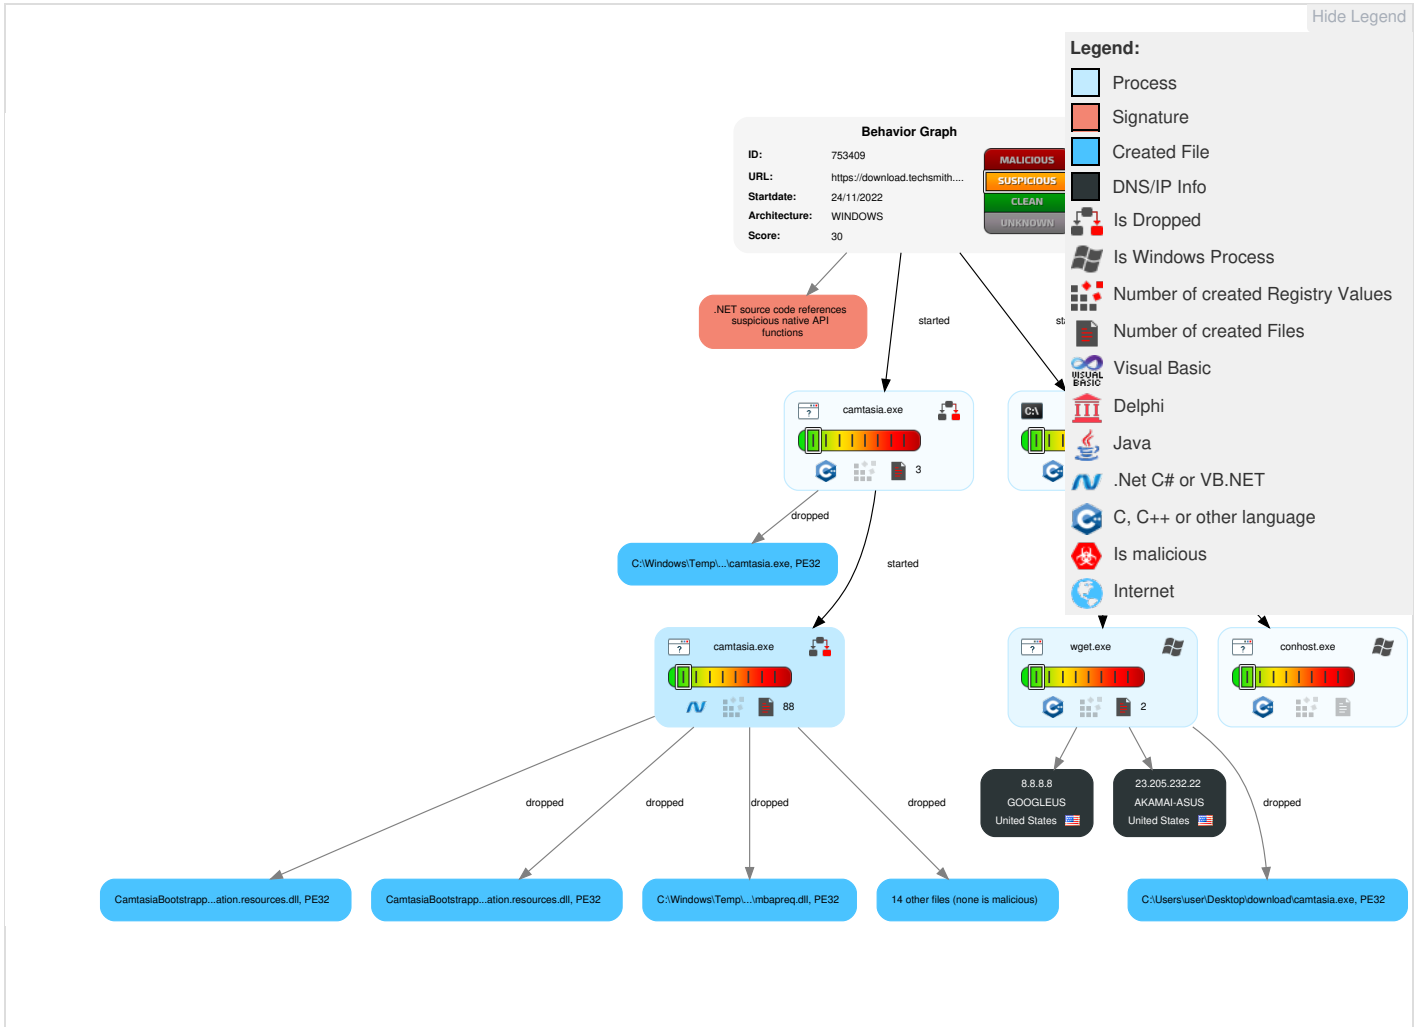 Hide Legend
Legend:
Process
Signature
Created File
DNS/IP Info
Is Dropped
Is Windows Process
Number of created Registry Values
Number of created Files
VISUAL BASIC
Visual Basic
Delphi
Java
.Net C# or VB.NET
C, C++ or other language
Is malicious
Internet
Behavior Graph
ID: 753409
URL: https://download.techsmith....
Startdate: 24/11/2022
Architecture: WINDOWS
Score: 30
MALICIOUS
SUSPICIOUS
CLEAN
UNKNOWN
.NET source code references
suspicious native API
functions
started
camtasia.exe
3
C:\
dropped
started
C:\Windows\Temp\...\camtasia.exe, PE32
camtasia.exe
88
wget.exe
2
conhost.exe
8.8.8.8
GOOGLEUS
United States
23.205.232.22
AKAMAI-ASUS
United States
dropped
dropped
dropped
dropped
dropped
CamtasiaBootstrapp...ation.resources.dll, PE32
CamtasiaBootstrapp...ation.resources.dll, PE32
C:\Windows\Temp\...\mbapreq.dll, PE32
14 other files (none is malicious)
C:\Users\user\Desktop\download\camtasia.exe, PE32